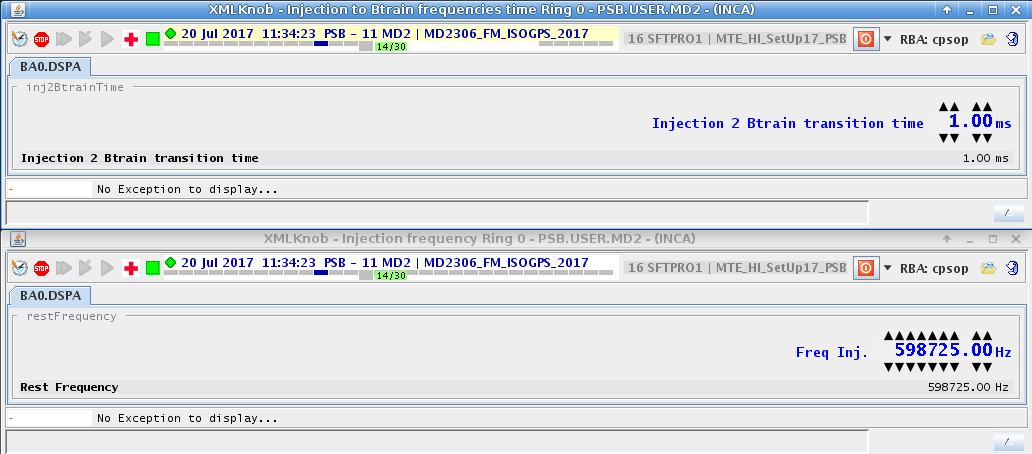 XMLKnob - Injection to Btrain frequencies time Ring 0 - PSB.USER.MD2 - (INCA)
STOP 20 Jul 2017 11:34:23 PSB - 11 MD2 | MD2306_FM_ISOGPS_2017 16 SFTPRO1 | MTE_HI_SetUp17_PSB RBA: cpsop
14/30
BA0.DSPA
inj2BtrainTime
Injection 2 Btrain transition time 1.00 ms
Injection 2 Btrain transition time 1.00 ms
- No Exception to display...
XMLKnob - Injection frequency Ring 0 - PSB.USER.MD2 - (INCA)
STOP 20 Jul 2017 11:34:23 PSB - 11 MD2 | MD2306_FM_ISOGPS_2017 16 SFTPRO1 | MTE_HI_SetUp17_PSB RBA: cpsop
14/30
BA0.DSPA
restFrequency
Freq Inj. 598725.00 Hz
Rest Frequency 598725.00 Hz
- No Exception to display...